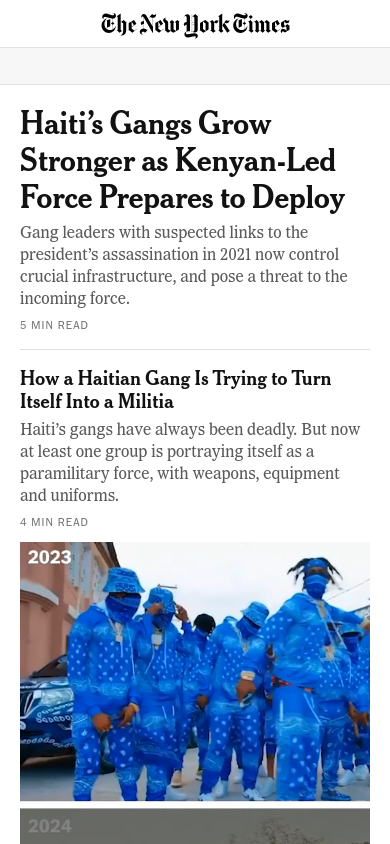 The New York Times
Haiti’s Gangs Grow
Stronger as Kenyan-Led
Force Prepares to Deploy
Gang leaders with suspected links to the
president’s assassination in 2021 now control
crucial infrastructure, and pose a threat to the
incoming force.
5 MIN READ
How a Haitian Gang Is Trying to Turn
Itself Into a Militia
Haiti’s gangs have always been deadly. But now
at least one group is portraying itself as a
paramilitary force, with weapons, equipment
and uniforms.
4 MIN READ
2023
2024